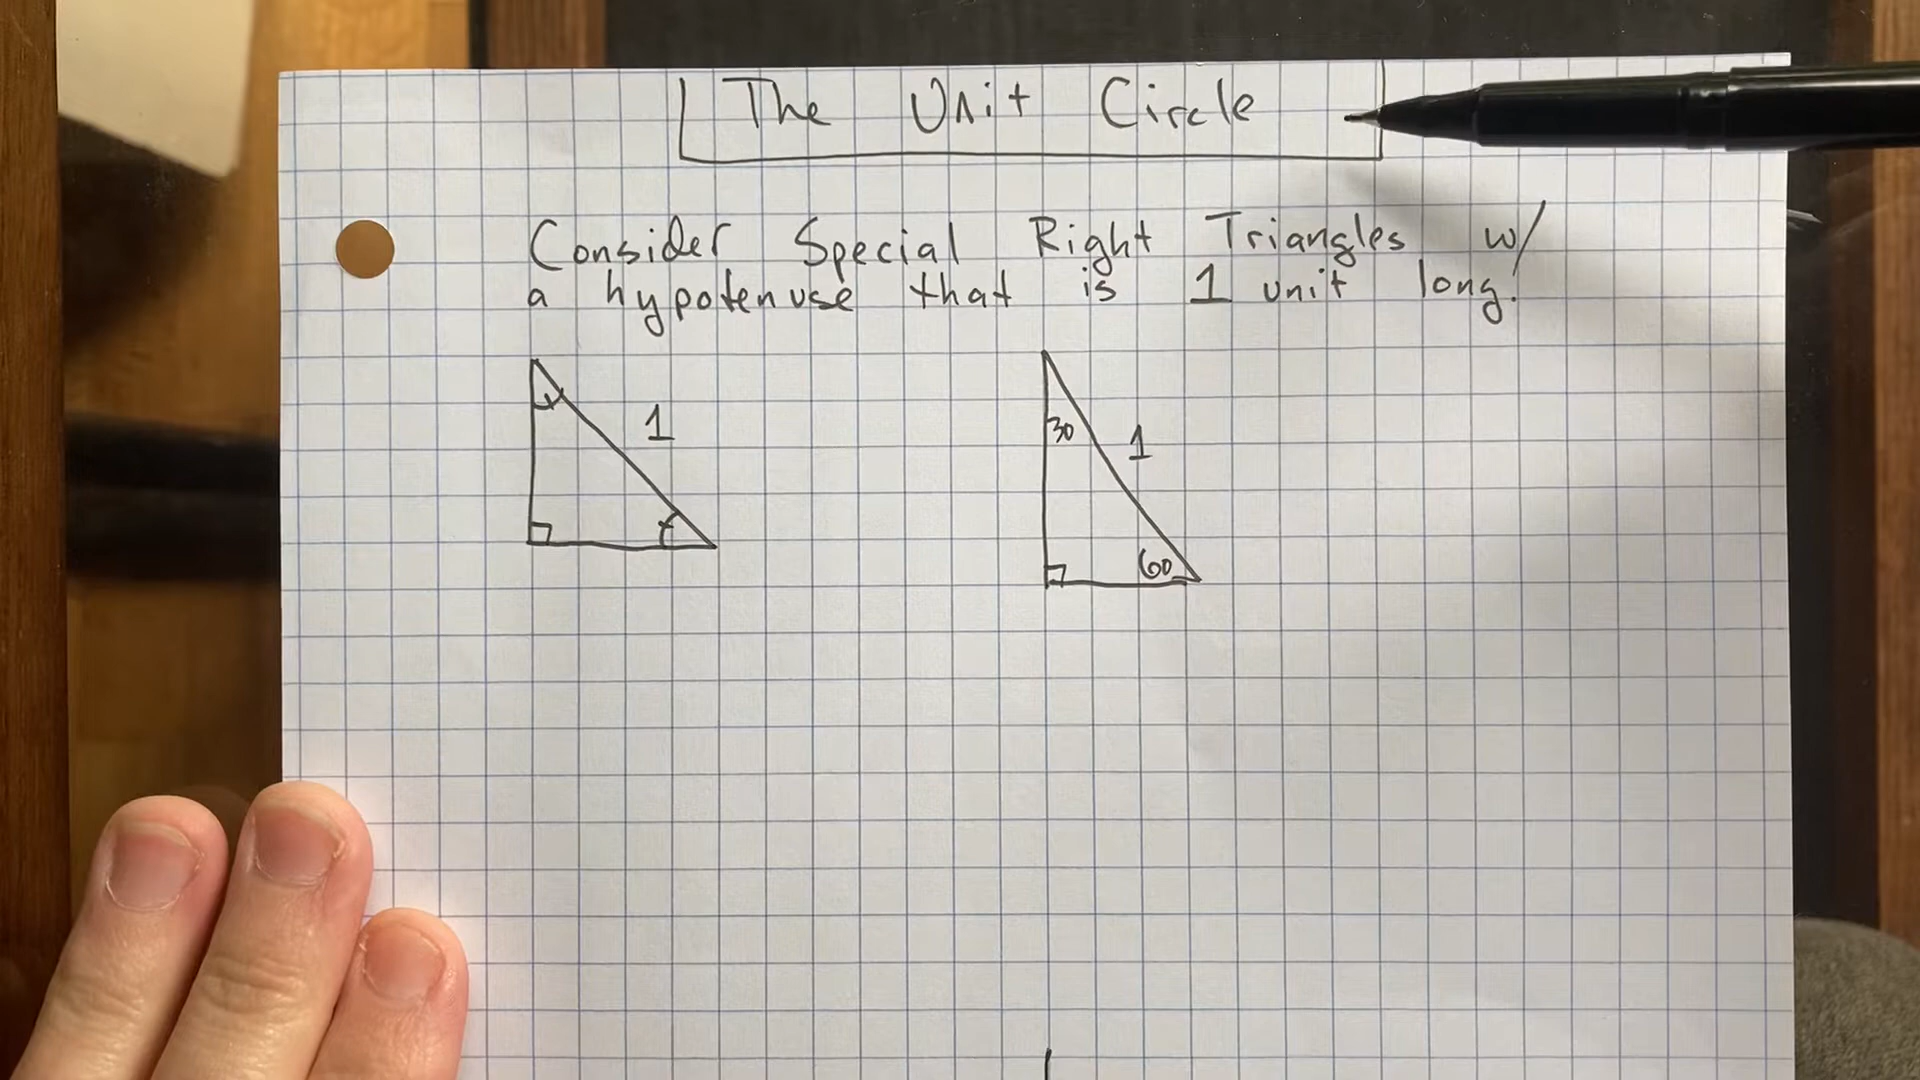 The Unit Circle
Consider Special Right Triangles w/
a hypotenuse that is 1 unit long.
1
30
1
60